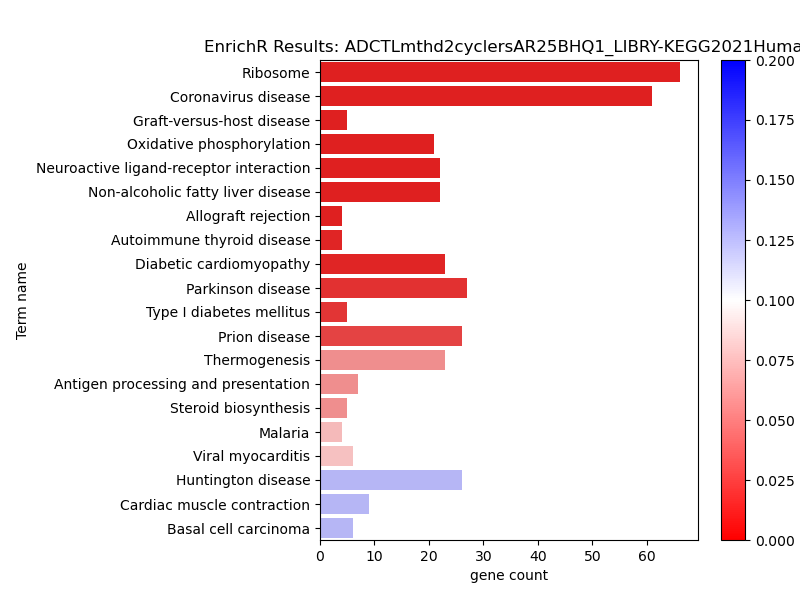 EnrichR Results: ADCTLmthd2cyclersAR25BHQ1_LIBRY-KEGG2021Huma
Term name
Ribosome
Coronavirus disease
Graft-versus-host disease
Oxidative phosphorylation
Neuroactive ligand-receptor interaction
Non-alcoholic fatty liver disease
Allograft rejection
Autoimmune thyroid disease
Diabetic cardiomyopathy
Parkinson disease
Type I diabetes mellitus
Prion disease
Thermogenesis
Antigen processing and presentation
Steroid biosynthesis
Malaria
Viral myocarditis
Huntington disease
Cardiac muscle contraction
Basal cell carcinoma
0 10 20 30 40 50 60
gene count
0.200
0.175
0.150
0.125
0.100
0.075
0.050
0.025
0.000